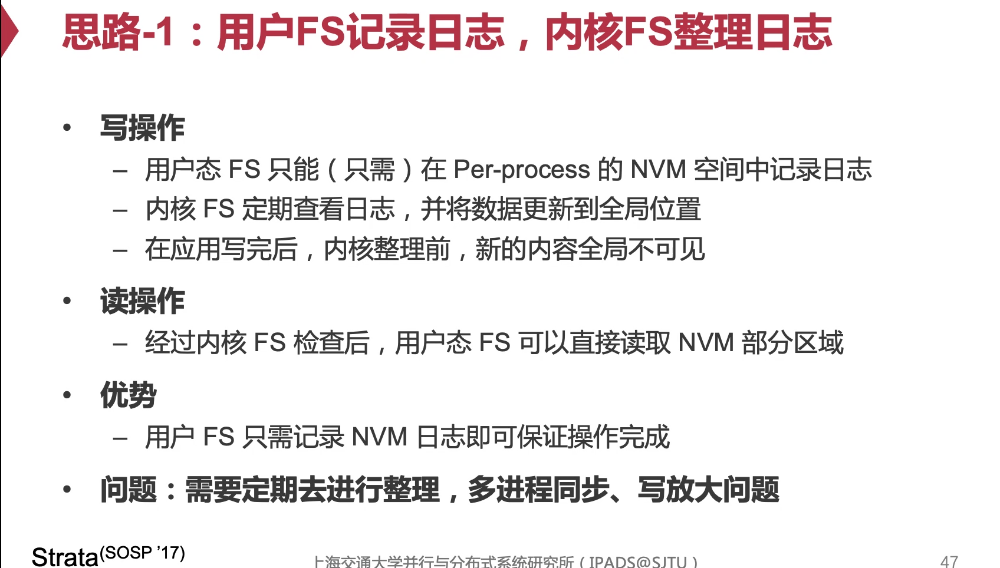 思路-1：用户FS记录日志，内核FS整理日志
• 写操作
– 用户态 FS 只能（只需）在 Per-process 的 NVM 空间中记录日志
– 内核 FS 定期查看日志，并将数据更新到全局位置
– 在应用写完后，内核整理前，新的内容全局不可见
• 读操作
– 经过内核 FS 检查后，用户态 FS 可以直接读取 NVM 部分区域
• 优势
– 用户 FS 只需记录 NVM 日志即可保证操作完成
• 问题：需要定期去进行整理，多进程同步、写放大问题
Strata(SOSP ’17)
上海交通大学并行与分布式系统研究所（IPADS@SJTU）
47